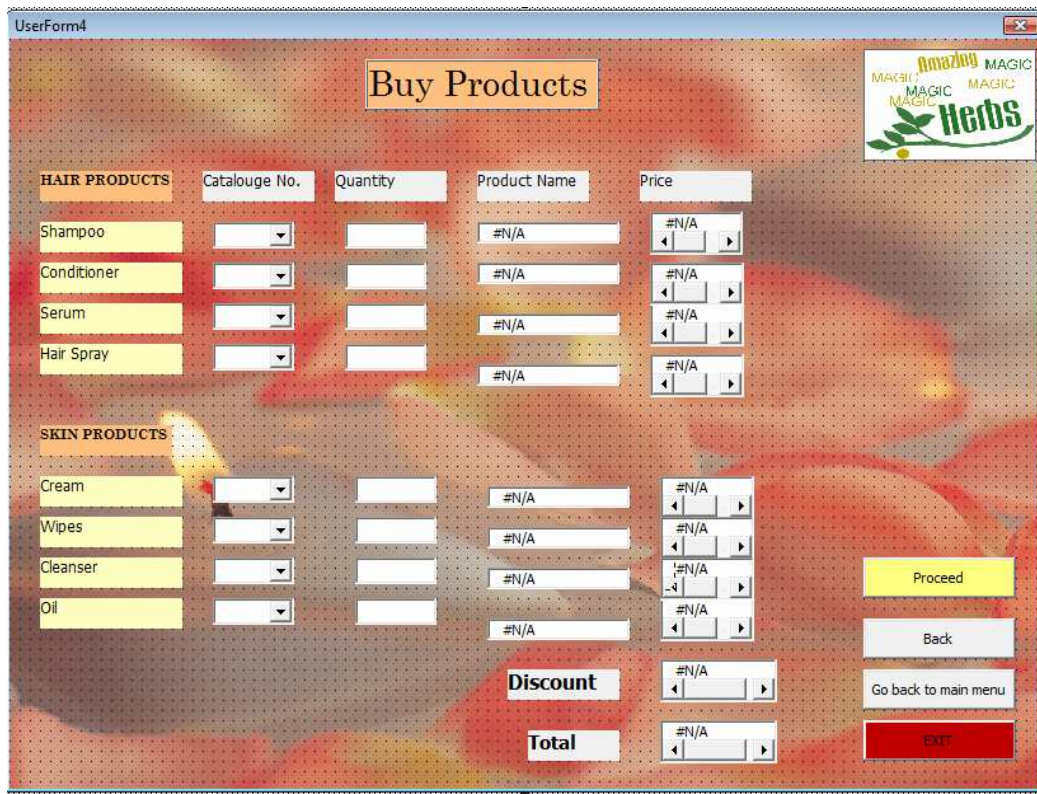 UserForm4
Buy Products
Amazing MAGIC
MAGIC MAGIC
MAGIC
MAGIC
Herbs
HAIR PRODUCTS Catalouge No. Quantity Product Name Price
Shampoo #N/A #N/A
Conditioner #N/A #N/A
Serum #N/A #N/A
Hair Spray #N/A #N/A
SKIN PRODUCTS
Cream #N/A #N/A
Wipes #N/A #N/A
Cleanser #N/A #N/A
Proceed
Oil #N/A #N/A
Back
Discount #N/A
Go back to main menu
Total #N/A
EXIT